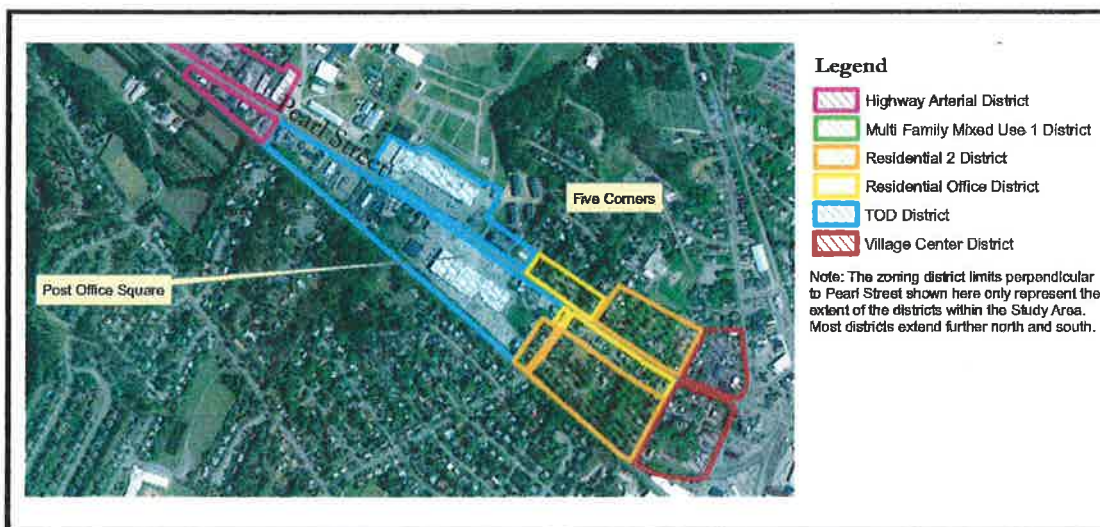 Pearl Street
Five Corners
Post Office Square
Legend
Highway Arterial District
Multi Family Mixed Use 1 District
Residential 2 District
Residential Office District
TOD District
Village Center District
Note: The zoning district limits perpendicular
to Pearl Street shown here only represent the
extent of the districts within the Study Area.
Most districts extend further north and south.